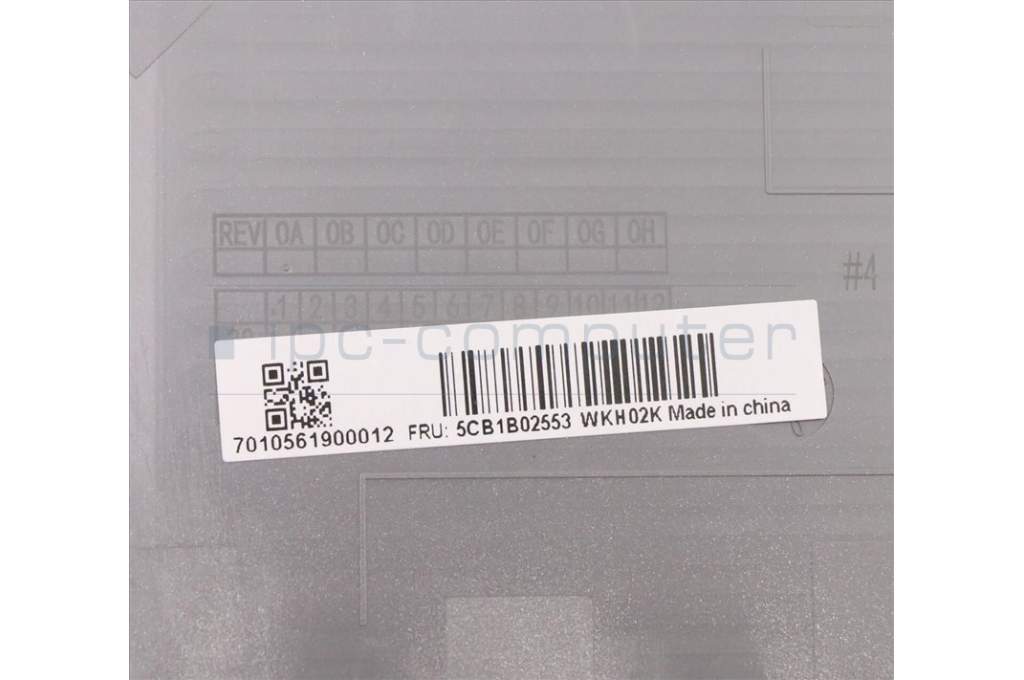 REV 0A 0B 0C 0D 0E 0F 0G 0H
#4
1 2 3 4 5 6 7 8 9 10 11 12
ipc-computer
7010561900012 FRU: 5CB1B02553 WKH02K Made in china